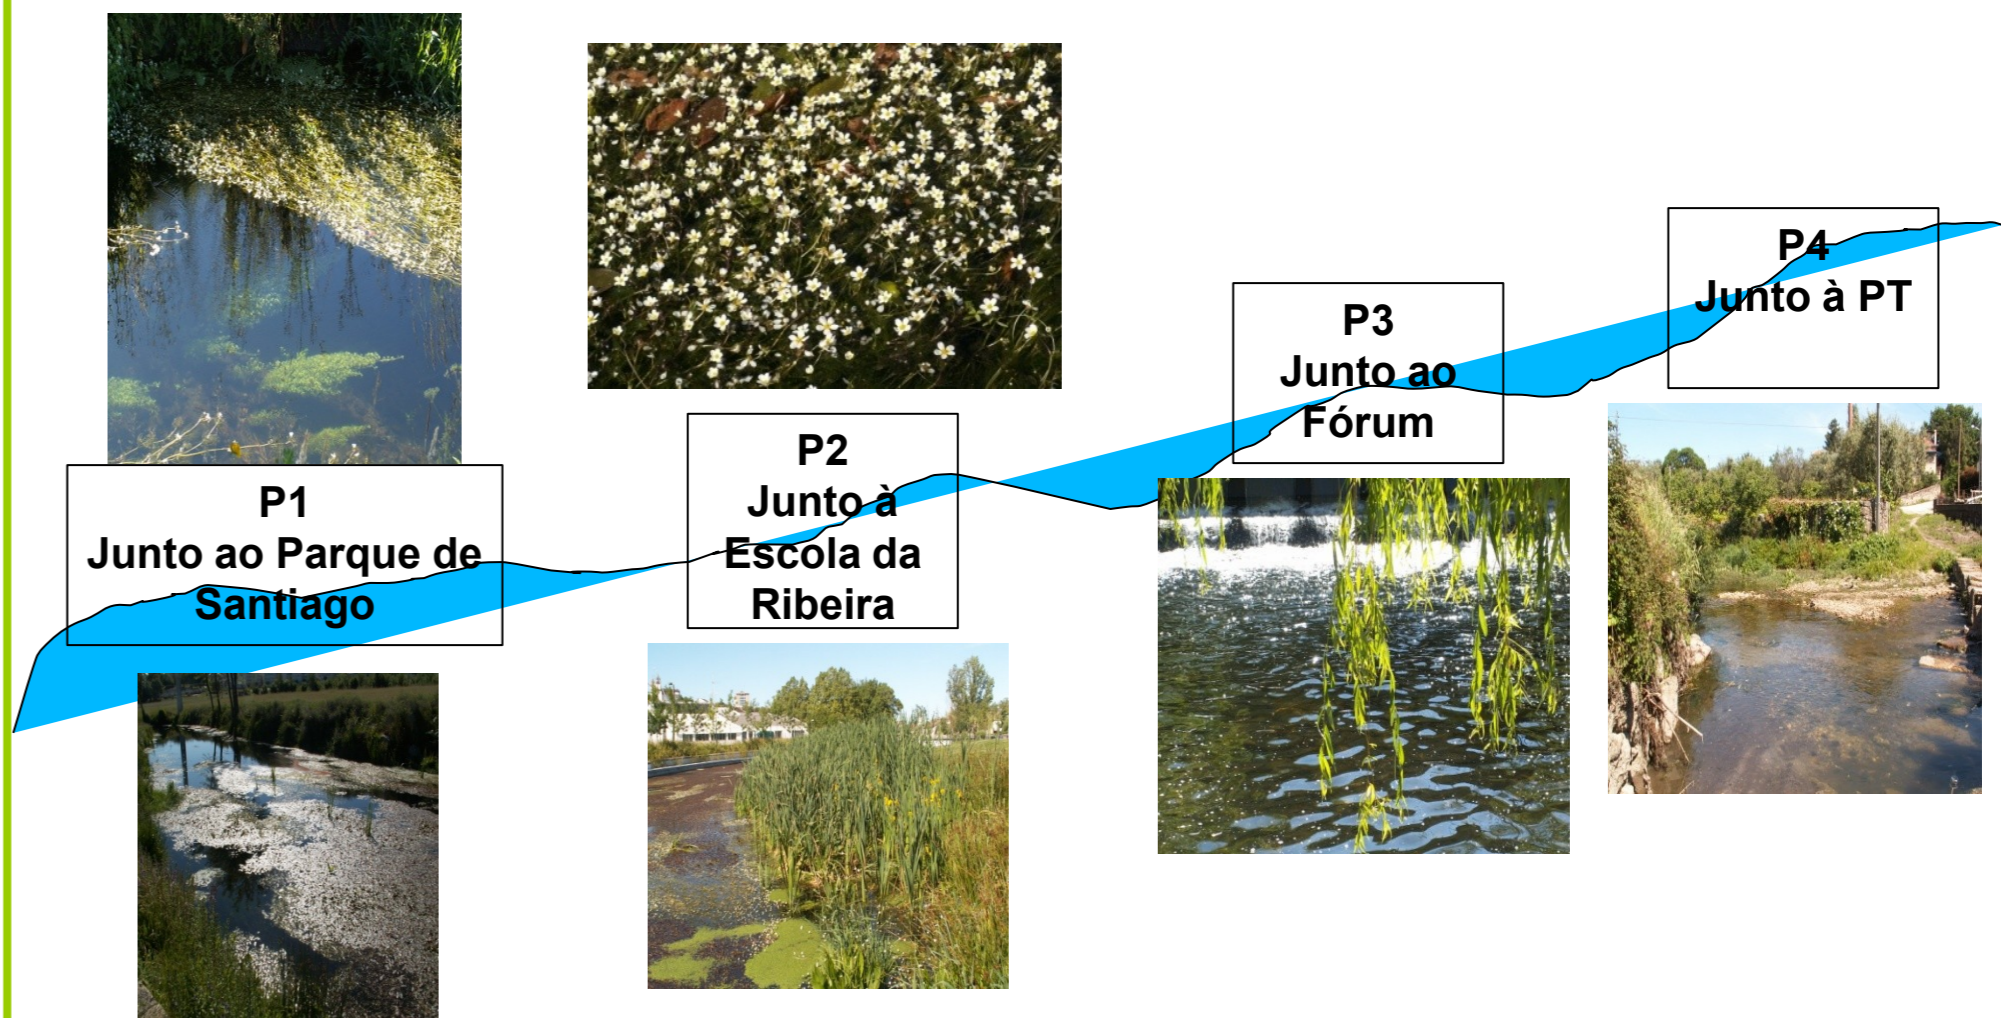 P1
Junto ao Parque de
Santiago
P2
Junto à
Escola da
Ribeira
P3
Junto ao
Fórum
P4
Junto à PT